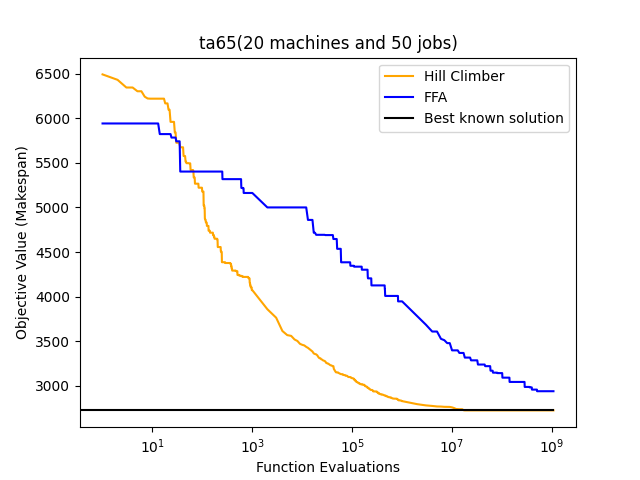 ta65(20 machines and 50 jobs)
Hill Climber
FFA
Best known solution
Objective Value (Makespan)
6500
6000
5500
5000
4500
4000
3500
3000
10^1 10^3 10^5 10^7 10^9
Function Evaluations